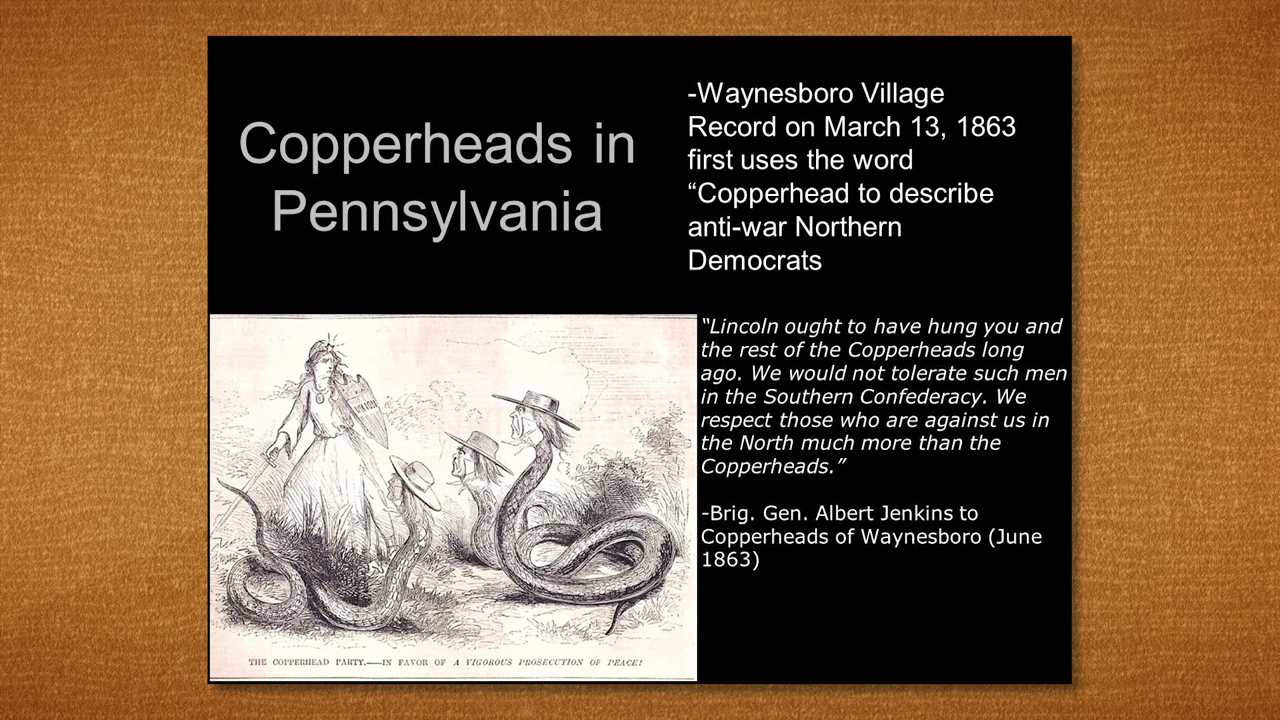 Copperheads in
Pennsylvania
-Waynesboro Village
Record on March 13, 1863
first uses the word
“Copperhead to describe
anti-war Northern
Democrats
“Lincoln ought to have hung you and
the rest of the Copperheads long
ago. We would not tolerate such men
in the Southern Confederacy. We
respect those who are against us in
the North much more than the
Copperheads.”
-Brig. Gen. Albert Jenkins to
Copperheads of Waynesboro (June
1863)
UNION
THE COPPERHEAD PARTY.——IN FAVOR OF A VIGOROUS PROSECUTION OF PEACE!